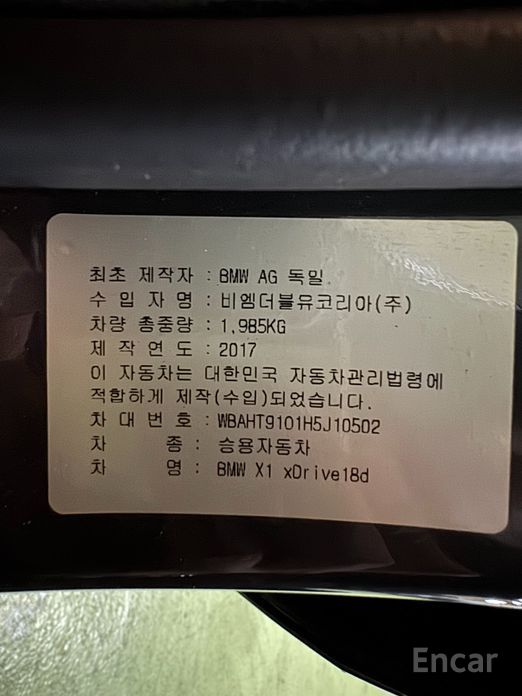 최초 제작자 : BMW AG 독일
수 입 자 명 : 비엠더블유코리아(주)
차량 총중량 : 1,985KG
제 작 연 도 : 2017
이 자동차는 대한민국 자동차관리법령에
적합하게 제작(수입)되었습니다.
차 대 번 호 : WBAHT9101H5J10502
차 종 : 승용자동차
차 명 : BMW X1 xDrive18d
Encar